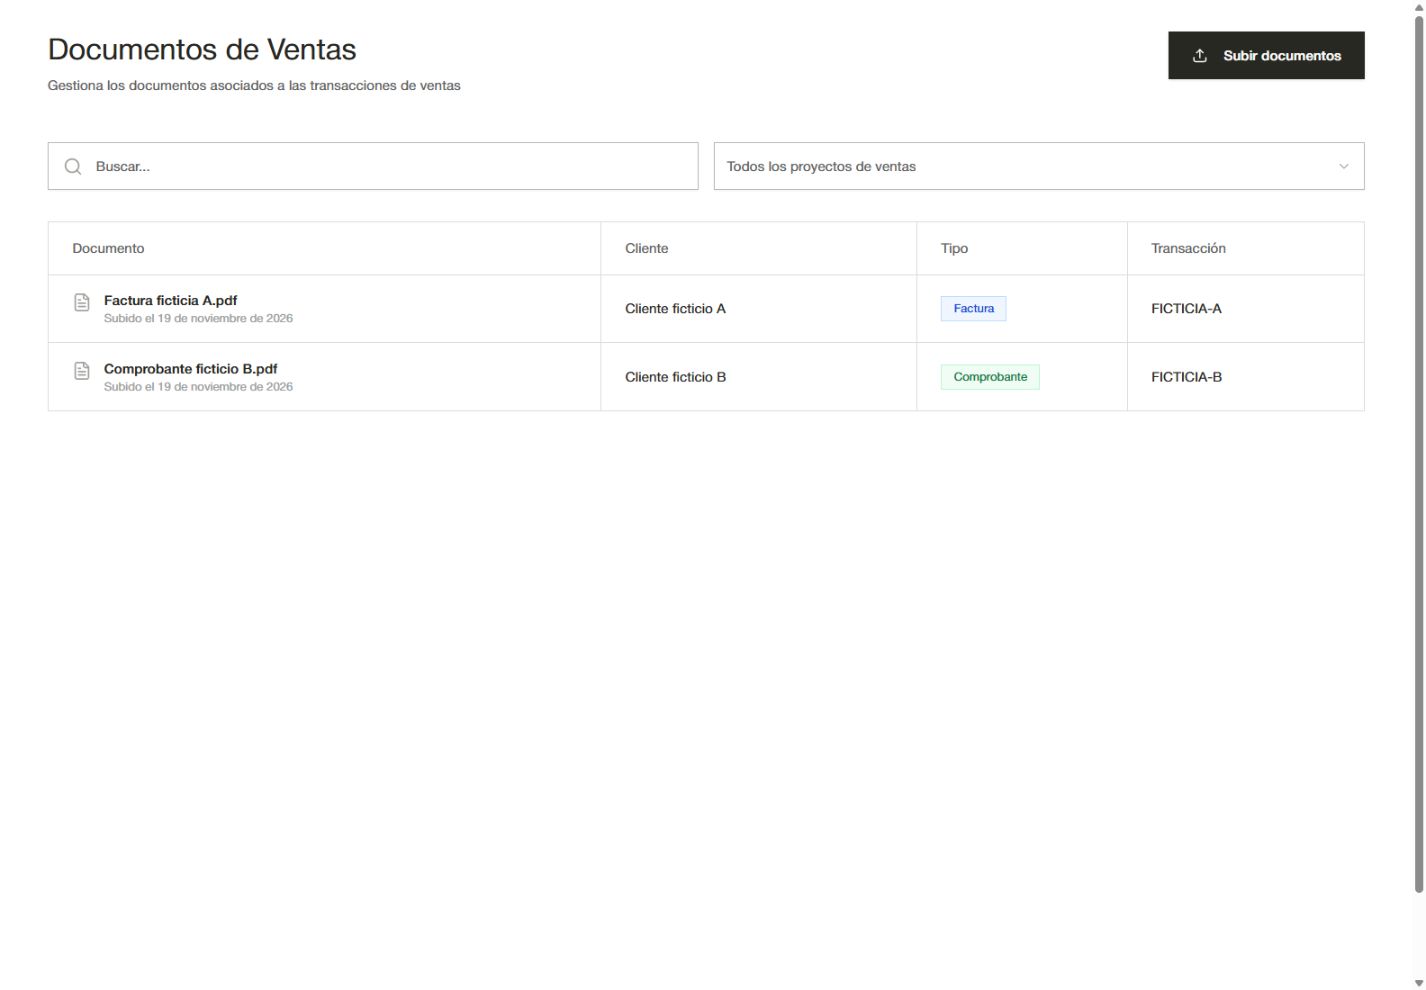 Documentos de Ventas
Gestiona los documentos asociados a las transacciones de ventas
Subir documentos
Buscar...
Todos los proyectos de ventas
Documento
Cliente
Tipo
Transacción
Factura ficticia A.pdf
Subido el 19 de noviembre de 2026
Cliente ficticio A
Factura
FICTICIA-A
Comprobante ficticio B.pdf
Subido el 19 de noviembre de 2026
Cliente ficticio B
Comprobante
FICTICIA-B